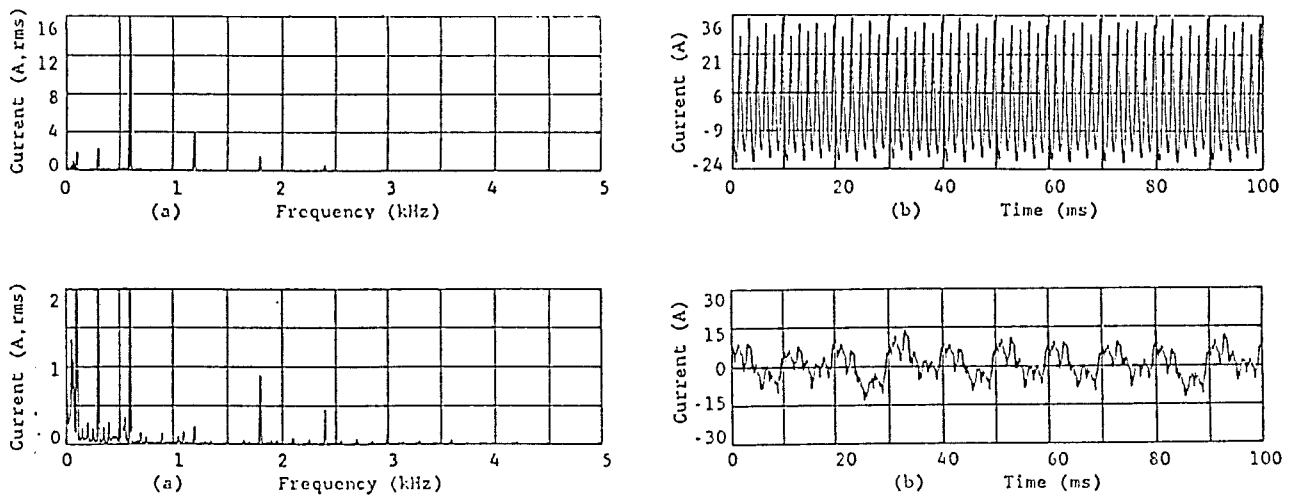 Current (A,rms)
16
12
8
4
0
0 1 2 3 4 5
(a) Frequency (kHz)
Current (A)
36
21
6
-9
-24
0 20 40 60 80 100
(b) Time (ms)
Current (A,rms)
2
1
0
0 1 2 3 4 5
(a) Frequency (kHz)
Current (A)
30
15
0
-15
-30
0 20 40 60 80 100
(b) Time (ms)